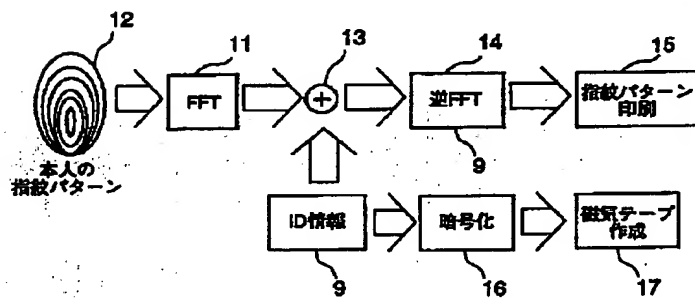 12
11
13
14
15
FFT
+
逆FFT
指紋パターン
印刷
本人の
指紋パターン
9
ID情報
暗号化
磁気テープ
作成
9
16
17